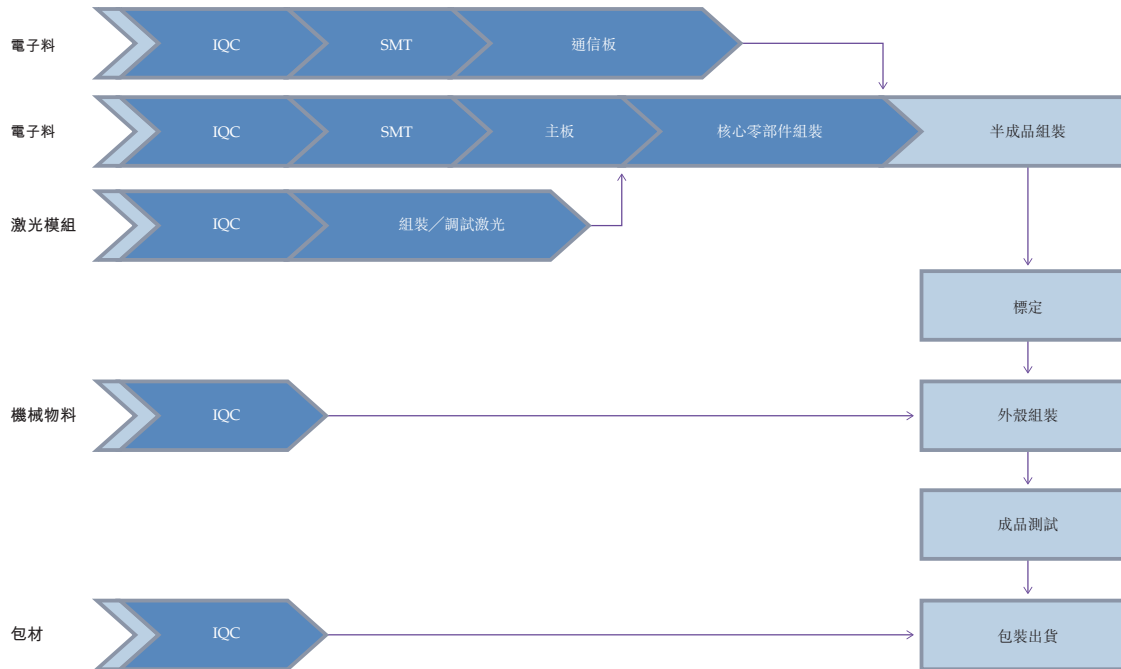 電子料 IQC SMT 通信板
電子料 IQC SMT 主板 核心零部件組裝 半成品組裝
激光模組 IQC 組裝／調試激光
標定
機械物料 IQC 外殼組裝
成品測試
包材 IQC 包裝出貨